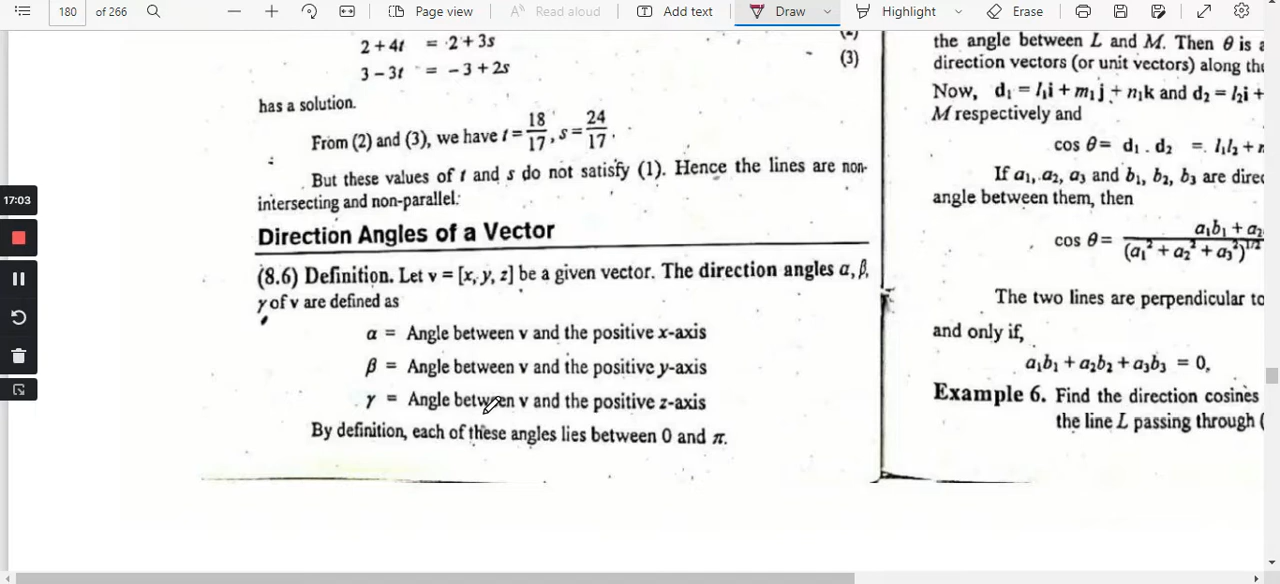 180 of 266 Page view Read aloud Add text Draw Highlight Erase
2 + 4t = 2 + 3s
3 − 3t = − 3 + 2s (3)
has a solution.
From (2) and (3), we have t = 18/17, s = 24/17.
But these values of t and s do not satisfy (1). Hence the lines are non-
intersecting and non-parallel.
Direction Angles of a Vector
(8.6) Definition. Let v = [x, y, z] be a given vector. The direction angles α, β,
γ of v are defined as
α = Angle between v and the positive x-axis
β = Angle between v and the positive y-axis
γ = Angle between v and the positive z-axis
By definition, each of these angles lies between 0 and π.
the angle between L and M. Then θ is a
direction vectors (or unit vectors) along the
Now, d₁ = l₁i + m₁j + n₁k and d₂ = l₂i +
M respectively and
cos θ = d₁ . d₂ = l₁l₂ +
If a₁, a₂, a₃ and b₁, b₂, b₃ are
angle between them, then
cos θ = a₁b₁ + a₂ / (a₁² + a₂² + a₃²)^1/2
The two lines are perpendicular to
and only if,
a₁b₁ + a₂b₂ + a₃b₃ = 0,
Example 6. Find the direction cosines
the line L passing through (
17:03